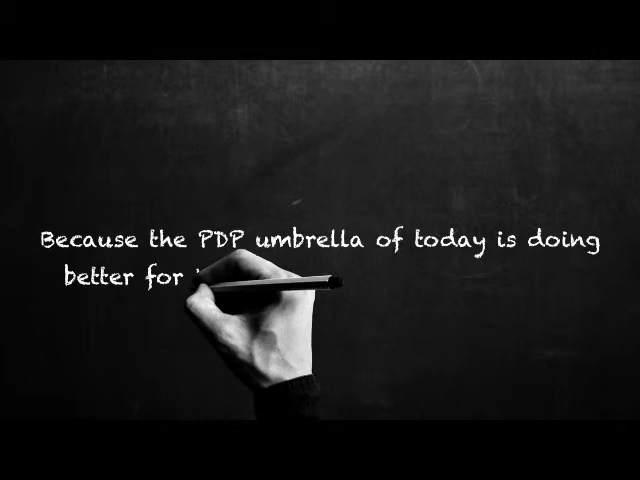 Because the PDP umbrella of today is doing
better for